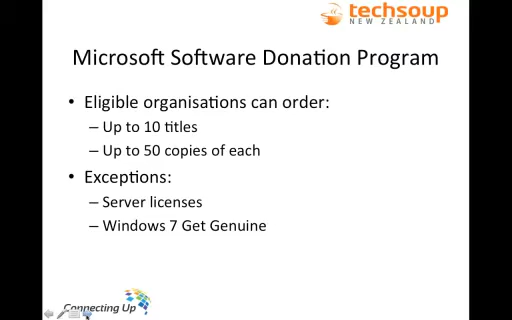 techsoup
NEW ZEALAND
Microsoft Software Donation Program
• Eligible organisations can order:
– Up to 10 titles
– Up to 50 copies of each
• Exceptions:
– Server licenses
– Windows 7 Get Genuine
Connecting Up